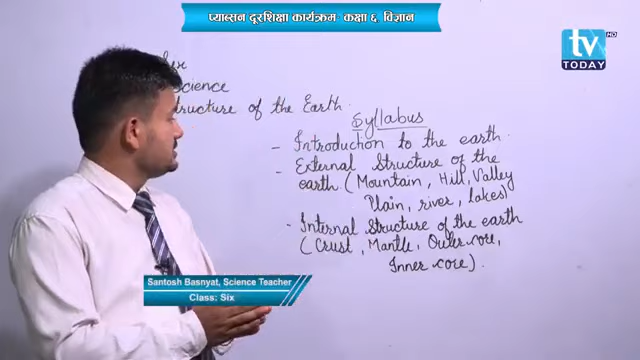 प्याब्सन दूरशिक्षा कार्यक्रम: कक्षा ६, विज्ञान
tv HD
TODAY
Science
Structure of the Earth.
Syllabus
- Introduction to the earth.
- External Structure of the
earth (Mountain, Hill, Valley
Plain, river, lakes)
- Internal Structure of the earth
(Crust, Mantle, Outer core,
Inner core).
Santosh Basnyat, Science Teacher
Class: Six